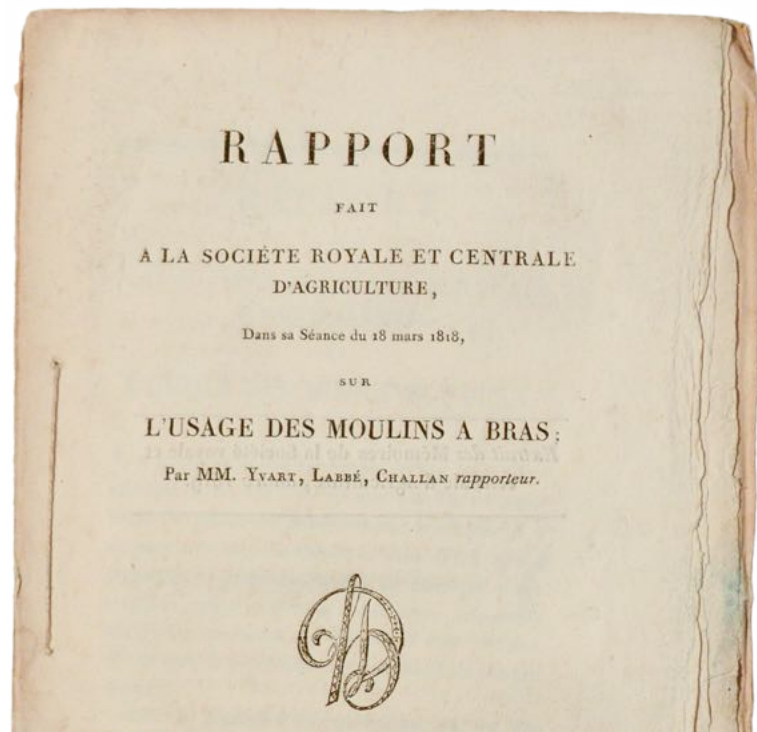 RAPPORT
FAIT
A LA SOCIÉTE ROYALE ET CENTRALE
D'AGRICULTURE,
Dans sa Séance du 18 mars 1818,
SUR
L'USAGE DES MOULINS A BRAS;
Par MM. YVART, LABBÉ, CHALLAN rapporteur.